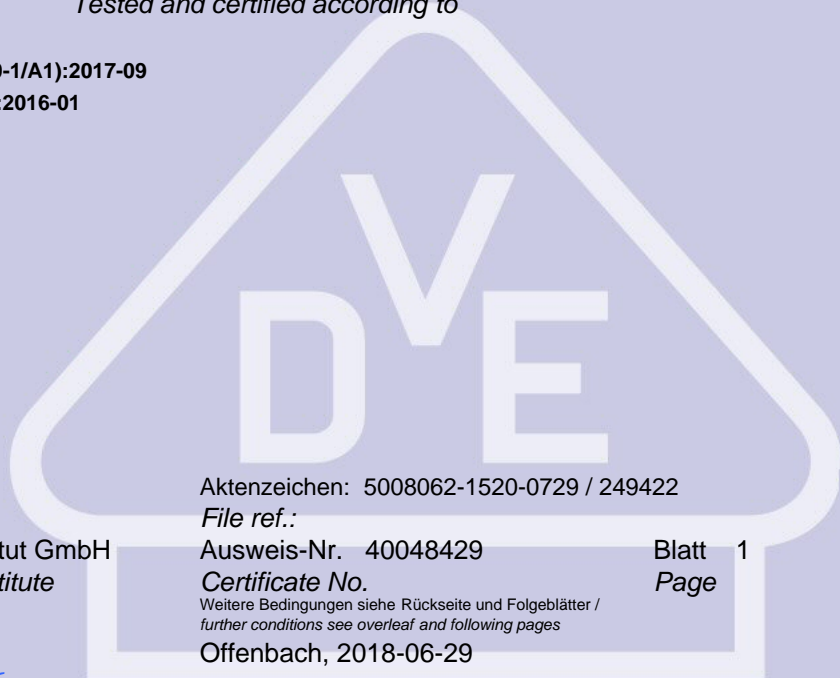 Tested and certified according to
-1/A1):2017-09
:2016-01
VDE
Aktenzeichen: 5008062-1520-0729 / 249422
File ref.:
tut GmbH Ausweis-Nr. 40048429 Blatt 1
titute Certificate No. Page
Weitere Bedingungen siehe Rückseite und Folgeblätter /
further conditions see overleaf and following pages
Offenbach, 2018-06-29